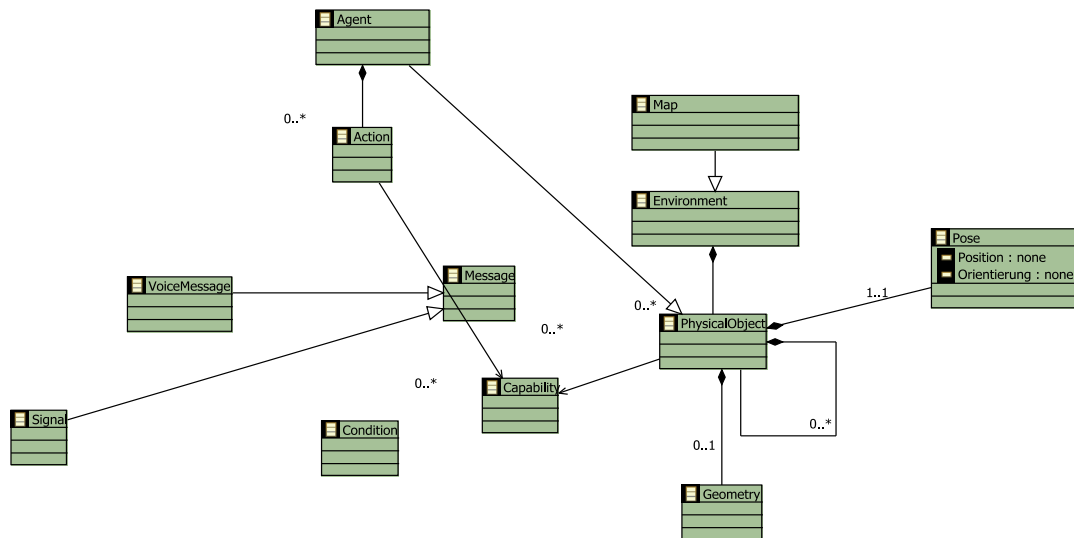 Agent
Map
0..*
Action
Environment
Pose
Position : none
Orientierung : none
VoiceMessage
Message
1..1
0..*
PhysicalObject
0..*
0..*
Capability
Signal
Condition
0..*
0..1
Geometry